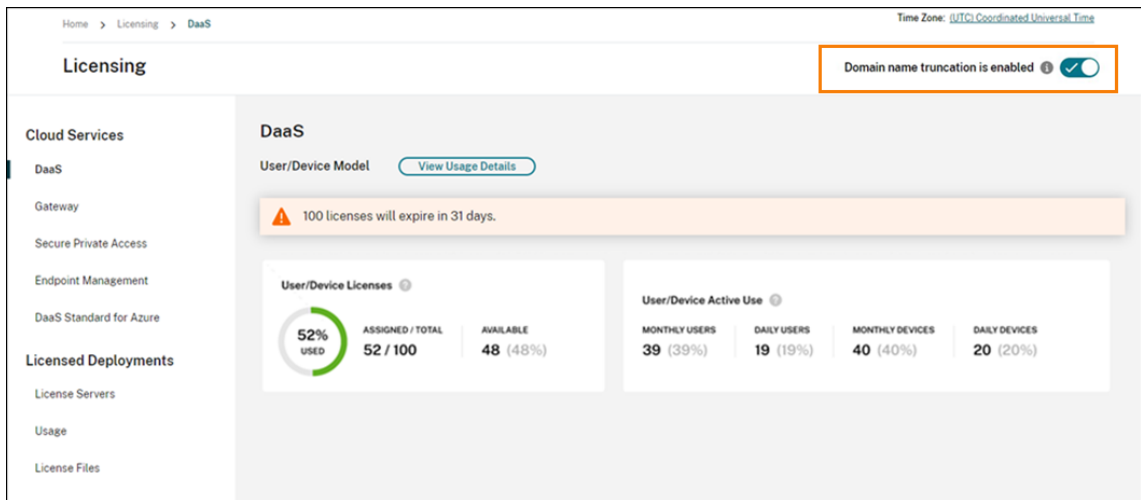 Home > Licensing > DaaS
Time Zone: (UTC) Coordinated Universal Time
Licensing
Domain name truncation is enabled
Cloud Services
DaaS
Gateway
Secure Private Access
Endpoint Management
DaaS Standard for Azure
Licensed Deployments
License Servers
Usage
License Files
DaaS
User/Device Model
View Usage Details
100 licenses will expire in 31 days.
User/Device Licenses
52%
USED
ASSIGNED / TOTAL
52 / 100
AVAILABLE
48 (48%)
User/Device Active Use
MONTHLY USERS
39 (39%)
DAILY USERS
19 (19%)
MONTHLY DEVICES
40 (40%)
DAILY DEVICES
20 (20%)